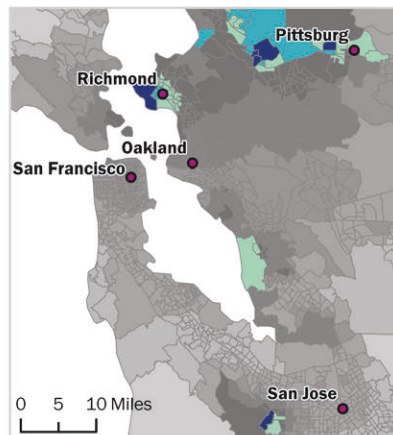 Pittsburg
Richmond
Oakland
San Francisco
San Jose
0 5 10 Miles